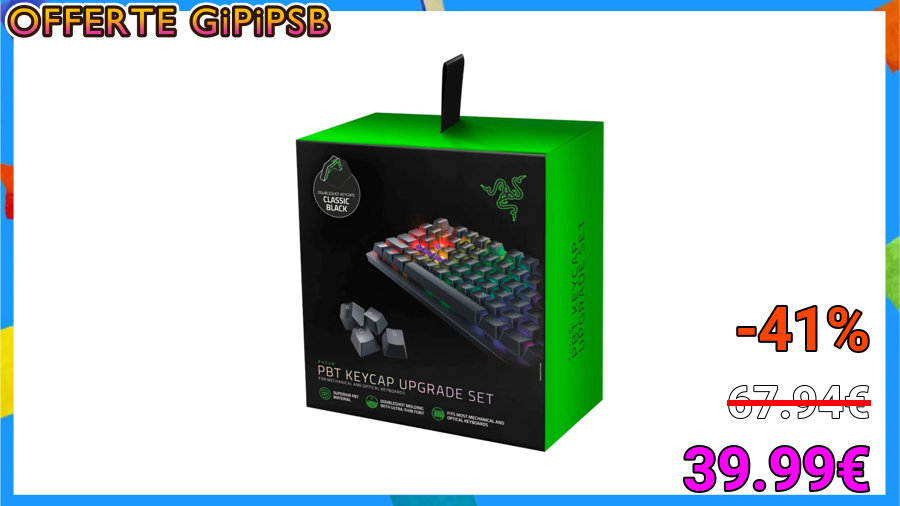 OFFERTE GiPiPSB
DOUBLESHOT KEYCAPS
CLASSIC
BLACK
RAZER
PBT KEYCAP UPGRADE SET
FOR MECHANICAL AND OPTICAL KEYBOARDS
SUPERIOR PBT
MATERIAL
DOUBLESHOT MOLDING
WITH ULTRA-THIN FONT
FITS MOST MECHANICAL AND
OPTICAL KEYBOARDS
PBT KEYCAP
UPGRADE SET
-41%
67.94€
39.99€